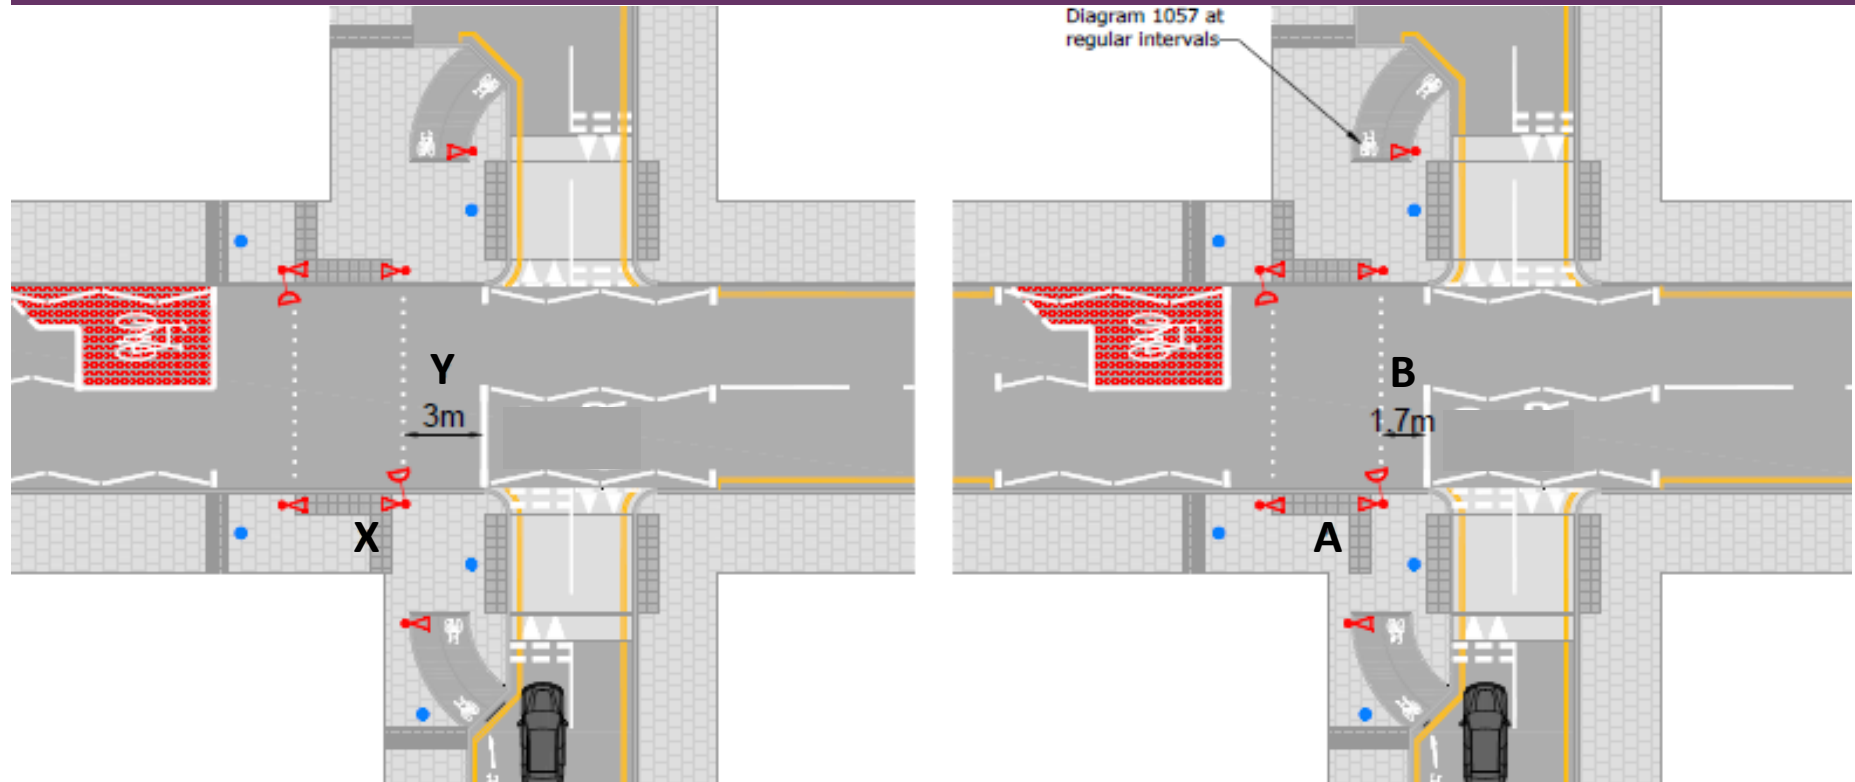 Diagram 1057 at
regular intervals
Y
3m
X
B
1.7m
A